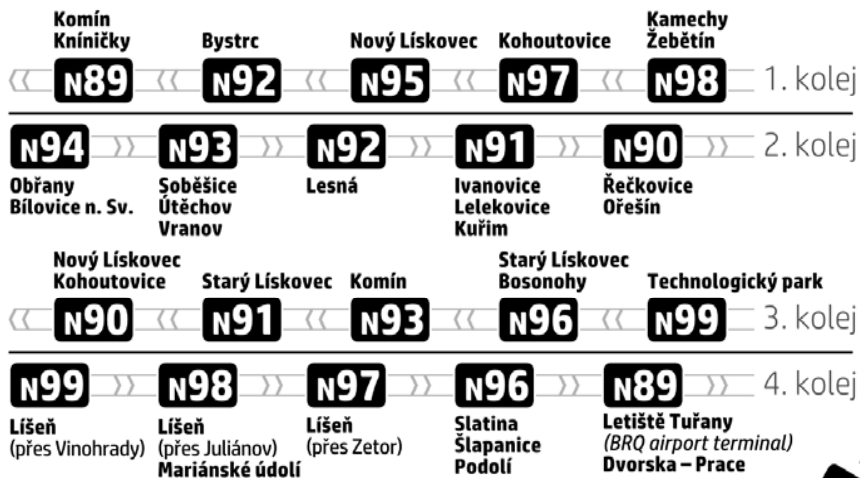 Komín
Kníničky
Bystrc
Nový Lískovec
Kohoutovice
Kamechy
Žebětín
N89 N92 N95 N97 N98 1. kolej
N94 N93 N92 N91 N90 2. kolej
Obřany
Bílovice n. Sv.
Soběšice
Útěchov
Vranov
Lesná
Ivanovice
Lelekovice
Kuřim
Řečkovice
Ořešín
Nový Lískovec
Kohoutovice
Starý Lískovec
Komín
Starý Lískovec
Bosonohy
Technologický park
N90 N91 N93 N96 N99 3. kolej
N99 N98 N97 N96 N89 4. kolej
Líšeň
(přes Vinohrady)
Líšeň
(přes Juliánov)
Mariánské údolí
Líšeň
(přes Zetor)
Slatina
Šlapanice
Podolí
Letiště Tuřany
(BRQ airport terminal)
Dvorska – Prace